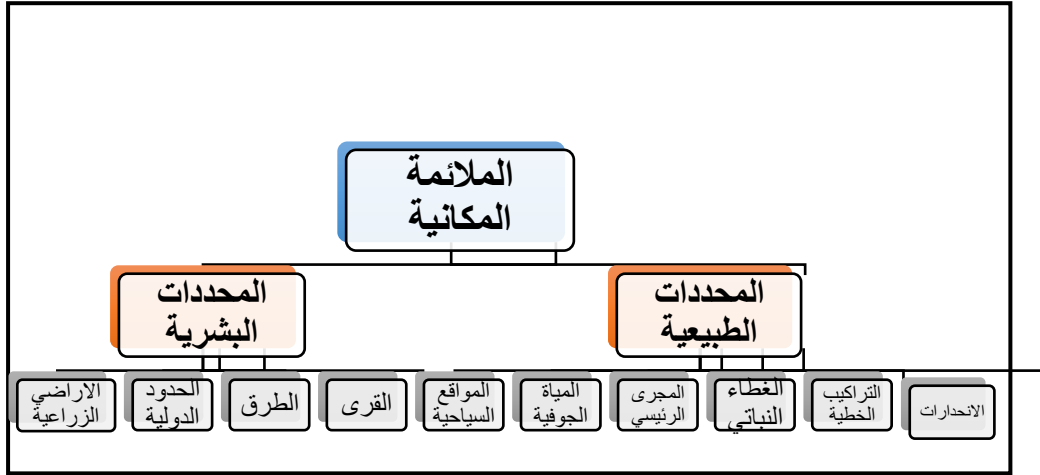 الملائمة
المكانية
المحددات
الطبيعية
المحددات
البشرية
الانحدارات
التراكيب
الخطية
الغطاء
النباتي
المجرى
الرئيسي
المياة
الجوفية
المواقع
السياحية
القرى
الطرق
الحدود
الدولية
الاراضي
الزراعية